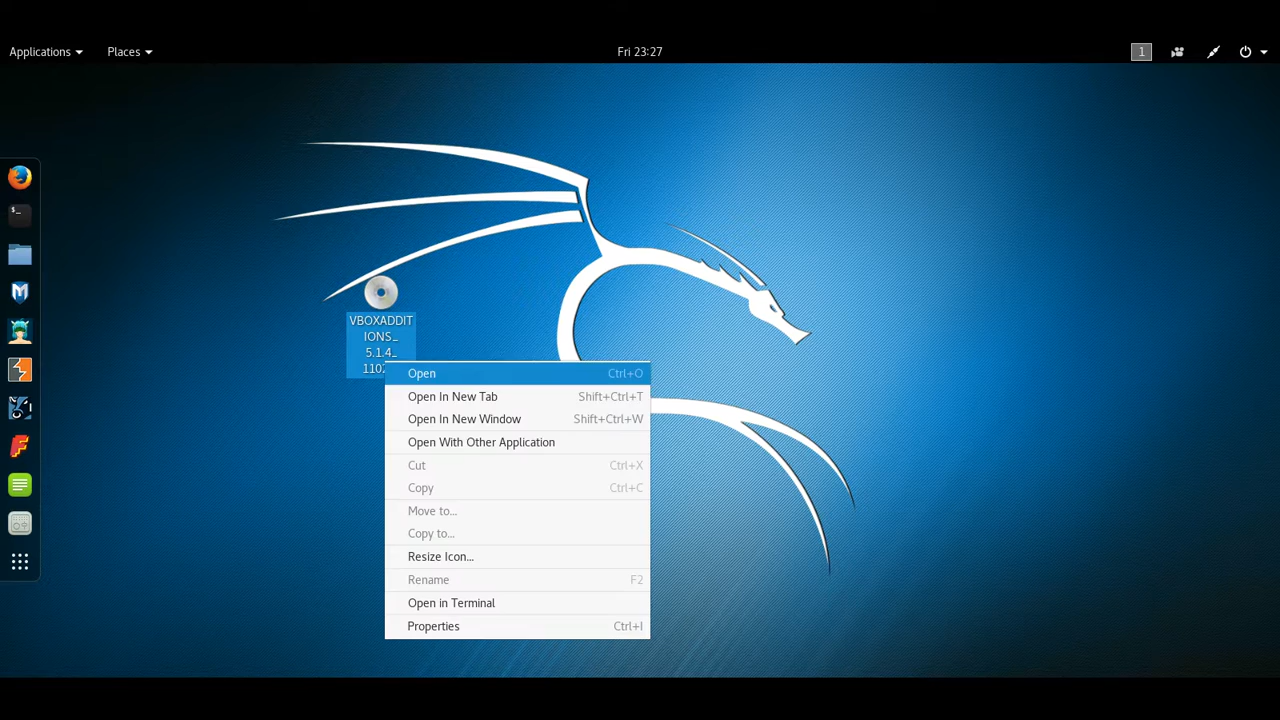 Applications Places Fri 23:27 1
VBOXADDIT
IONS_
5.1.4_
Open Ctrl+O
Open In New Tab Shift+Ctrl+T
Open In New Window Shift+Ctrl+W
Open With Other Application
Cut Ctrl+X
Copy Ctrl+C
Move to...
Copy to...
Resize Icon...
Rename F2
Open in Terminal
Properties Ctrl+I